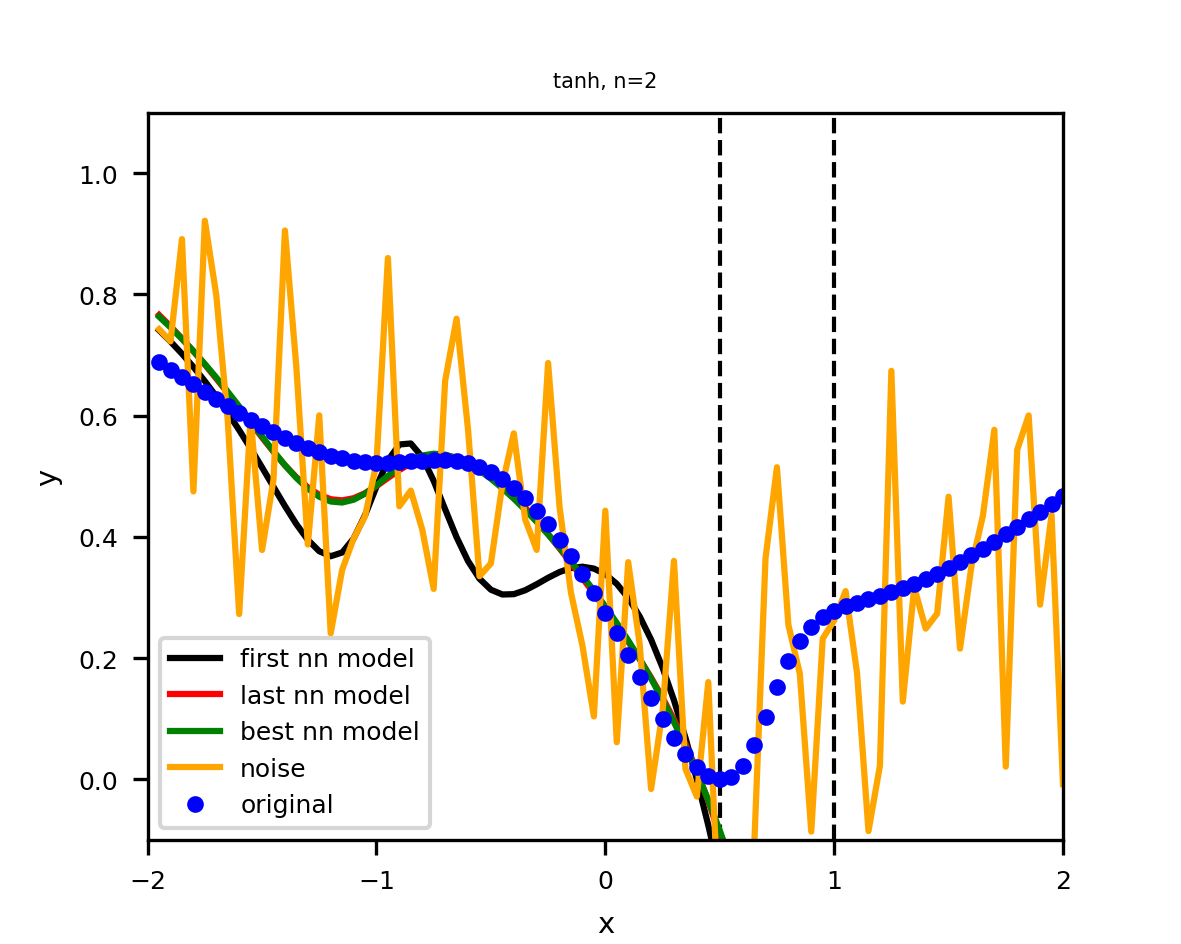 tanh, n=2
1.0
0.8
0.6
0.4
0.2
0.0
y
first nn model
last nn model
best nn model
noise
original
−2
−1
0
1
2
x